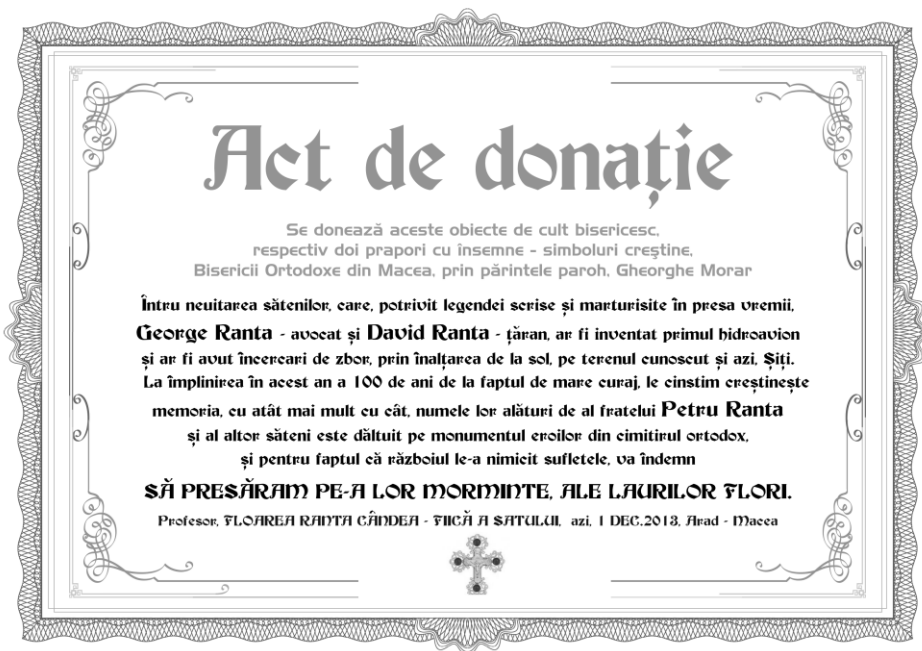 Act de donație
Se donează aceste obiecte de cult bisericesc,
respectiv doi prapori cu însemne - simboluri creştine,
Bisericii Ortodoxe din Macea, prin părintele paroh, Gheorghe Morar
Întru neuitarea sătenilor, care, potrivit legendei scrise și marturisite în presa vremii,
George Ranta - avocat și David Ranta - țăran, ar fi inventat primul hidroavion
și ar fi avut încercari de zbor, prin înalțarea de la sol, pe terenul cunoscut și azi, Șiți.
La împlinirea în acest an a 100 de ani de la faptul de mare curaj, le cinstim creștinește
memoria, cu atât mai mult cu cât, numele lor alături de al fratelui Petru Ranta
și al altor săteni este dăltuit pe monumentul eroilor din cimitirul ortodox,
și pentru faptul că războiul le-a nimicit sufletele, va îndemn
SĂ PRESĂRAM PE-A LOR MORMINTE, ALE LAURILOR FLORI.
Profesor, FLOAREA RANTA CÂNDEA - FIICĂ A SATULUI, azi, 1 DEC.2013, Arad - Macea